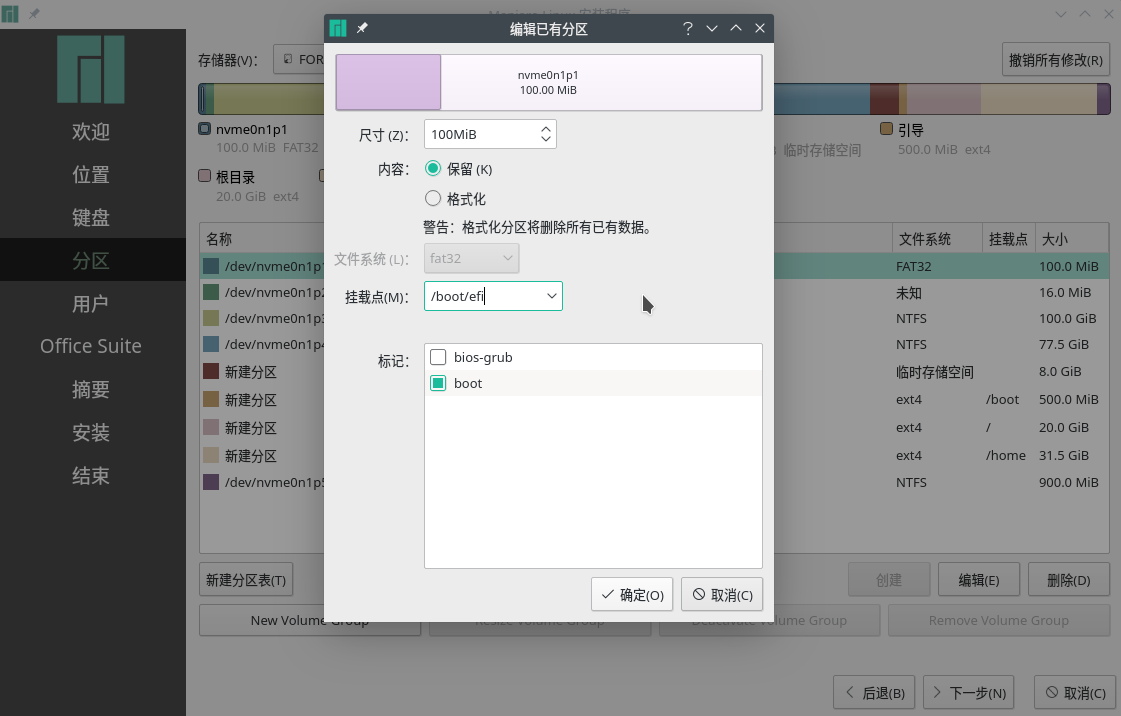 Manjaro Linux 安装程序
编辑已有分区
存储器(V):
FOR
撤销所有修改(R)
nvme0n1p1
100.00 MiB
nvme0n1p1
100.0 MiB FAT32
临时存储空间
引导
500.0 MiB ext4
根目录
20.0 GiB ext4
欢迎
位置
键盘
分区
用户
Office Suite
摘要
安装
结束
尺寸 (Z):
100MiB
内容:
保留 (K)
格式化
警告：格式化分区将删除所有已有数据。
文件系统 (L):
fat32
挂载点(M):
/boot/efi
标记:
bios-grub
boot
确定(O)
取消(C)
名称 文件系统 挂载点 大小
/dev/nvme0n1p1 FAT32 100.0 MiB
/dev/nvme0n1p2 未知 16.0 MiB
/dev/nvme0n1p3 NTFS 100.0 GiB
/dev/nvme0n1p4 NTFS 77.5 GiB
新建分区 临时存储空间 8.0 GiB
新建分区 ext4 /boot 500.0 MiB
新建分区 ext4 / 20.0 GiB
新建分区 ext4 /home 31.5 GiB
/dev/nvme0n1p5 NTFS 900.0 MiB
新建分区表(T)
创建
编辑(E)
删除(D)
New Volume Group
Resize Volume Group
Deactivate Volume Group
Remove Volume Group
后退(B)
下一步(N)
取消(C)